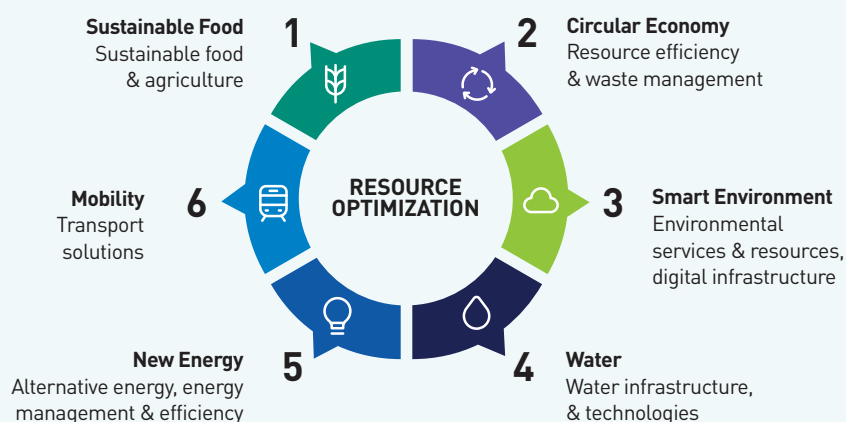 1
Sustainable Food
Sustainable food
& agriculture
2
Circular Economy
Resource efficiency
& waste management
RESOURCE
OPTIMIZATION
3
Smart Environment
Environmental
services & resources,
digital infrastructure
4
Water
Water infrastructure,
& technologies
5
New Energy
Alternative energy, energy
management & efficiency
6
Mobility
Transport
solutions